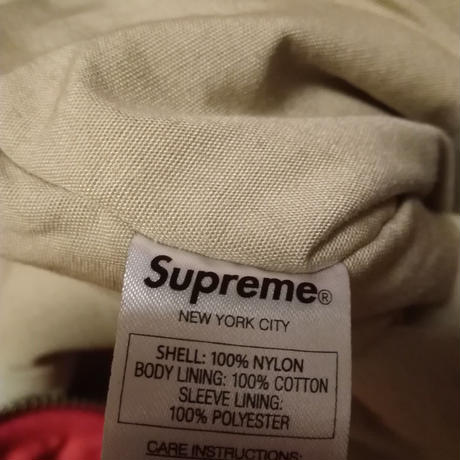 Supreme®
NEW YORK CITY
SHELL: 100% NYLON
BODY LINING: 100% COTTON
SLEEVE LINING:
100% POLYESTER
CARE INSTRUCTIONS: